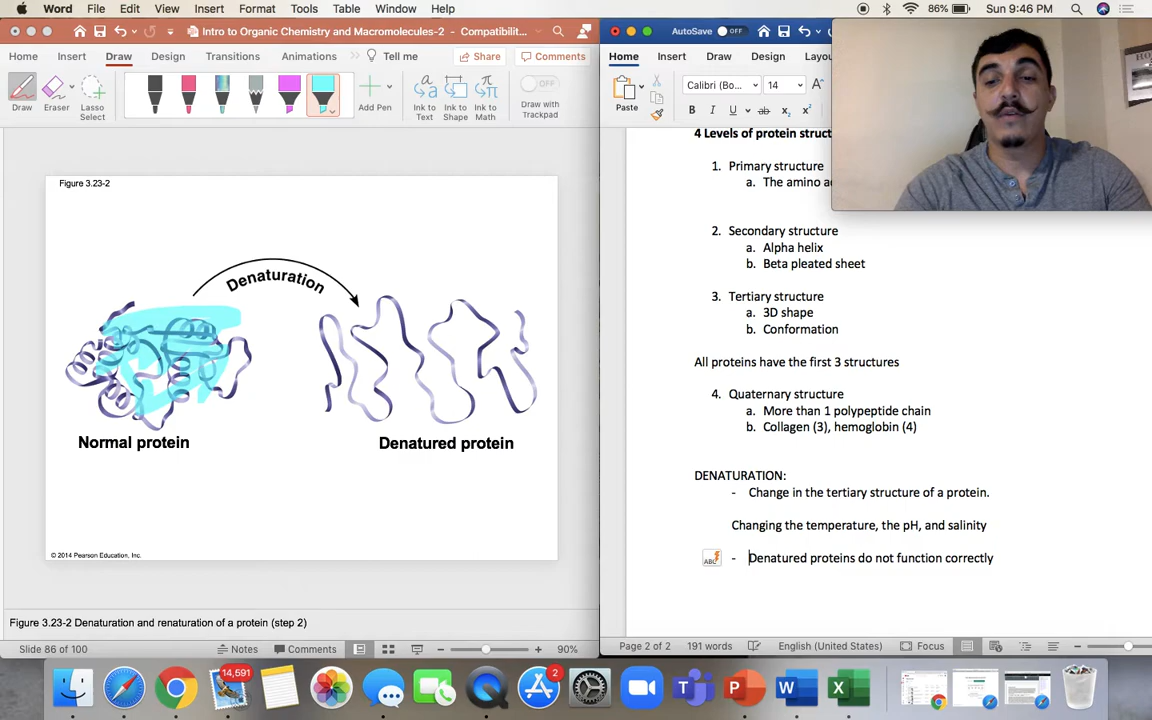 Word File Edit View Insert Format Tools Table Window Help 86% Sun 9:46 PM
Intro to Organic Chemistry and Macromolecules-2 - Compatibilit...
Home Insert Draw Design Transitions Animations Tell me Share Comments
Draw Eraser Lasso Select Add Pen Ink to Text Ink to Shape Ink to Math OFF Draw with Trackpad
Figure 3.23-2
Denaturation
Normal protein
Denatured protein
© 2014 Pearson Education, Inc.
Figure 3.23-2 Denaturation and renaturation of a protein (step 2)
Slide 86 of 100 Notes Comments 90%
AutoSave OFF
Home Insert Draw Design Layou
Paste Calibri (Bo... 14 A
B I U ab x2 x2
4 Levels of protein struct
1. Primary structure
a. The amino a
2. Secondary structure
a. Alpha helix
b. Beta pleated sheet
3. Tertiary structure
a. 3D shape
b. Conformation
All proteins have the first 3 structures
4. Quaternary structure
a. More than 1 polypeptide chain
b. Collagen (3), hemoglobin (4)
DENATURATION:
- Change in the tertiary structure of a protein.
Changing the temperature, the pH, and salinity
ABC
- Denatured proteins do not function correctly
Page 2 of 2 191 words English (United States) Focus
14,691
2